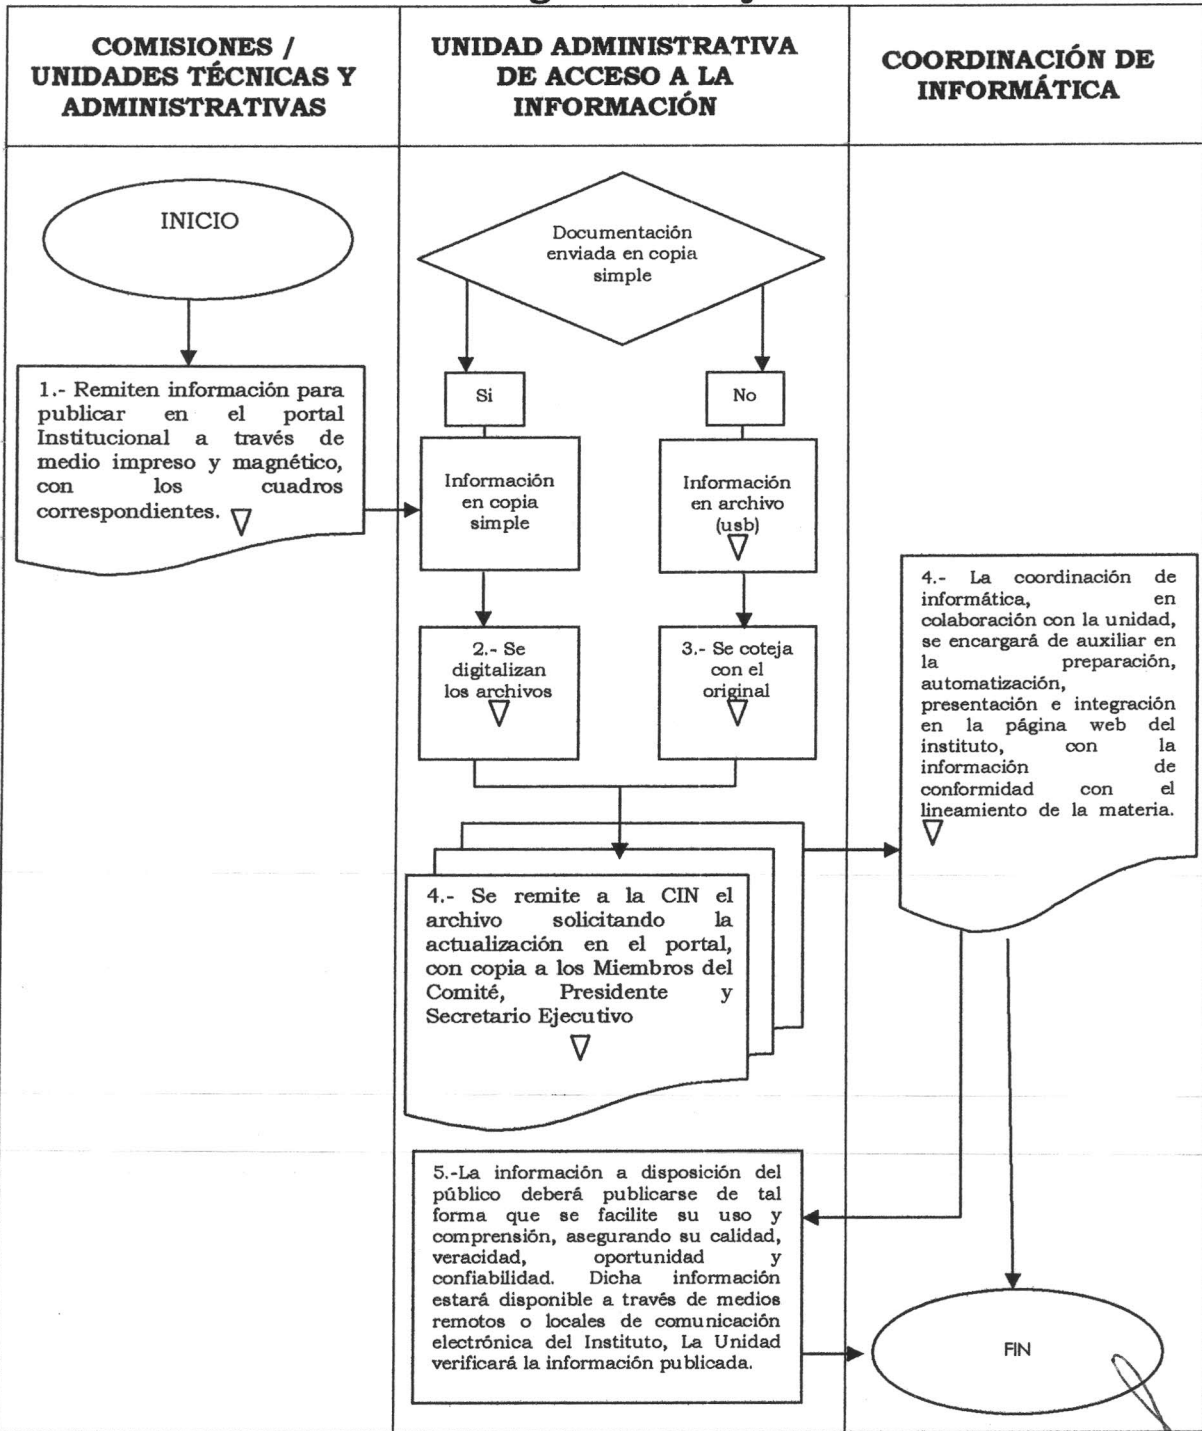 COMISIONES /
UNIDADES TÉCNICAS Y
ADMINISTRATIVAS
UNIDAD ADMINISTRATIVA
DE ACCESO A LA
INFORMACIÓN
COORDINACIÓN DE
INFORMÁTICA
INICIO
1.- Remiten información para
publicar en el portal
Institucional a través de
medio impreso y magnético,
con los cuadros
correspondientes.
Documentación
enviada en copia
simple
Si
No
Información
en copia
simple
Información
en archivo
(usb)
2.- Se
digitalizan
los archivos
3.- Se coteja
con el
original
4.- Se remite a la CIN el
archivo solicitando la
actualización en el portal,
con copia a los Miembros del
Comité, Presidente y
Secretario Ejecutivo
4.- La coordinación de
informática, en
colaboración con la unidad,
se encargará de auxiliar en
la preparación,
automatización,
presentación e integración
en la página web del
instituto, con la
información de
conformidad con el
lineamiento de la materia.
5.-La información a disposición del
público deberá publicarse de tal
forma que se facilite su uso y
comprensión, asegurando su calidad,
veracidad, oportunidad y
confiabilidad. Dicha información
estará disponible a través de medios
remotos o locales de comunicación
electrónica del Instituto, La Unidad
verificará la información publicada.
FIN